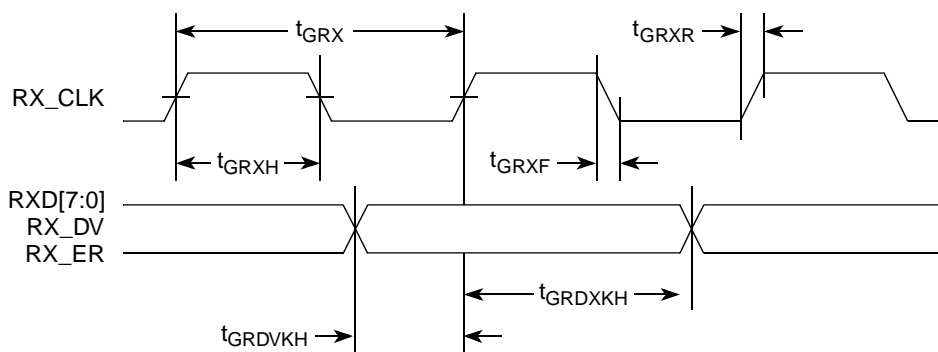 tGRX
tGRXR
RX_CLK
tGRXH
tGRXF
RXD[7:0]
RX_DV
RX_ER
tGRDXKH
tGRDVKH